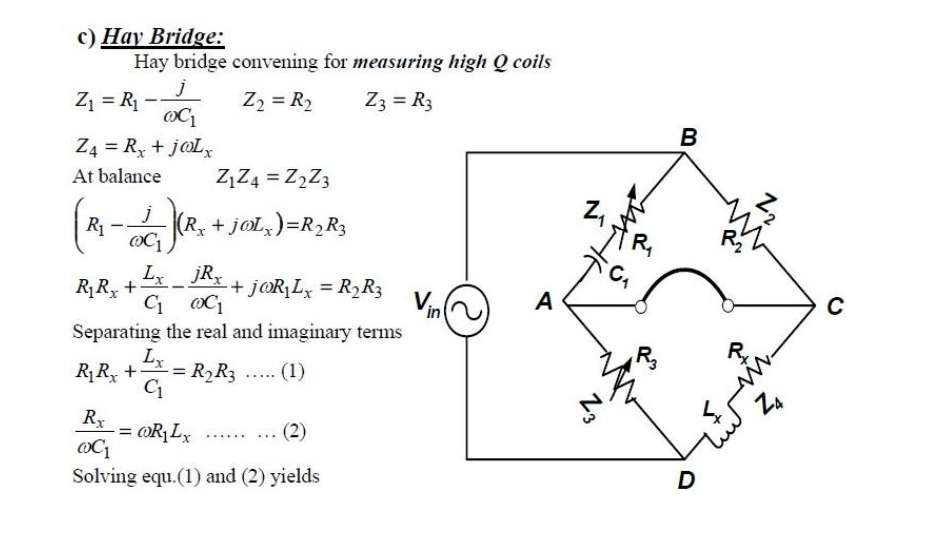 c) Hay Bridge:
Hay bridge convening for measuring high Q coils
Z₁ = R₁ − j/ωC₁    Z₂ = R₂    Z₃ = R₃
Z₄ = Rₓ + jωLₓ
At balance    Z₁Z₄ = Z₂Z₃
(R₁ − j/ωC₁)(Rₓ + jωLₓ)=R₂R₃
R₁Rₓ + Lₓ/C₁ − jRₓ/ωC₁ + jωR₁Lₓ = R₂R₃
Separating the real and imaginary terms
R₁Rₓ + Lₓ/C₁ = R₂R₃ ..... (1)
Rₓ/ωC₁ = ωR₁Lₓ ...... ... (2)
Solving equ.(1) and (2) yields
B
Z₁
R₁
C₁
Z₂
R₂
Vin
A
C
R₃
Z₃
Rₓ
Lₓ
Z₄
D